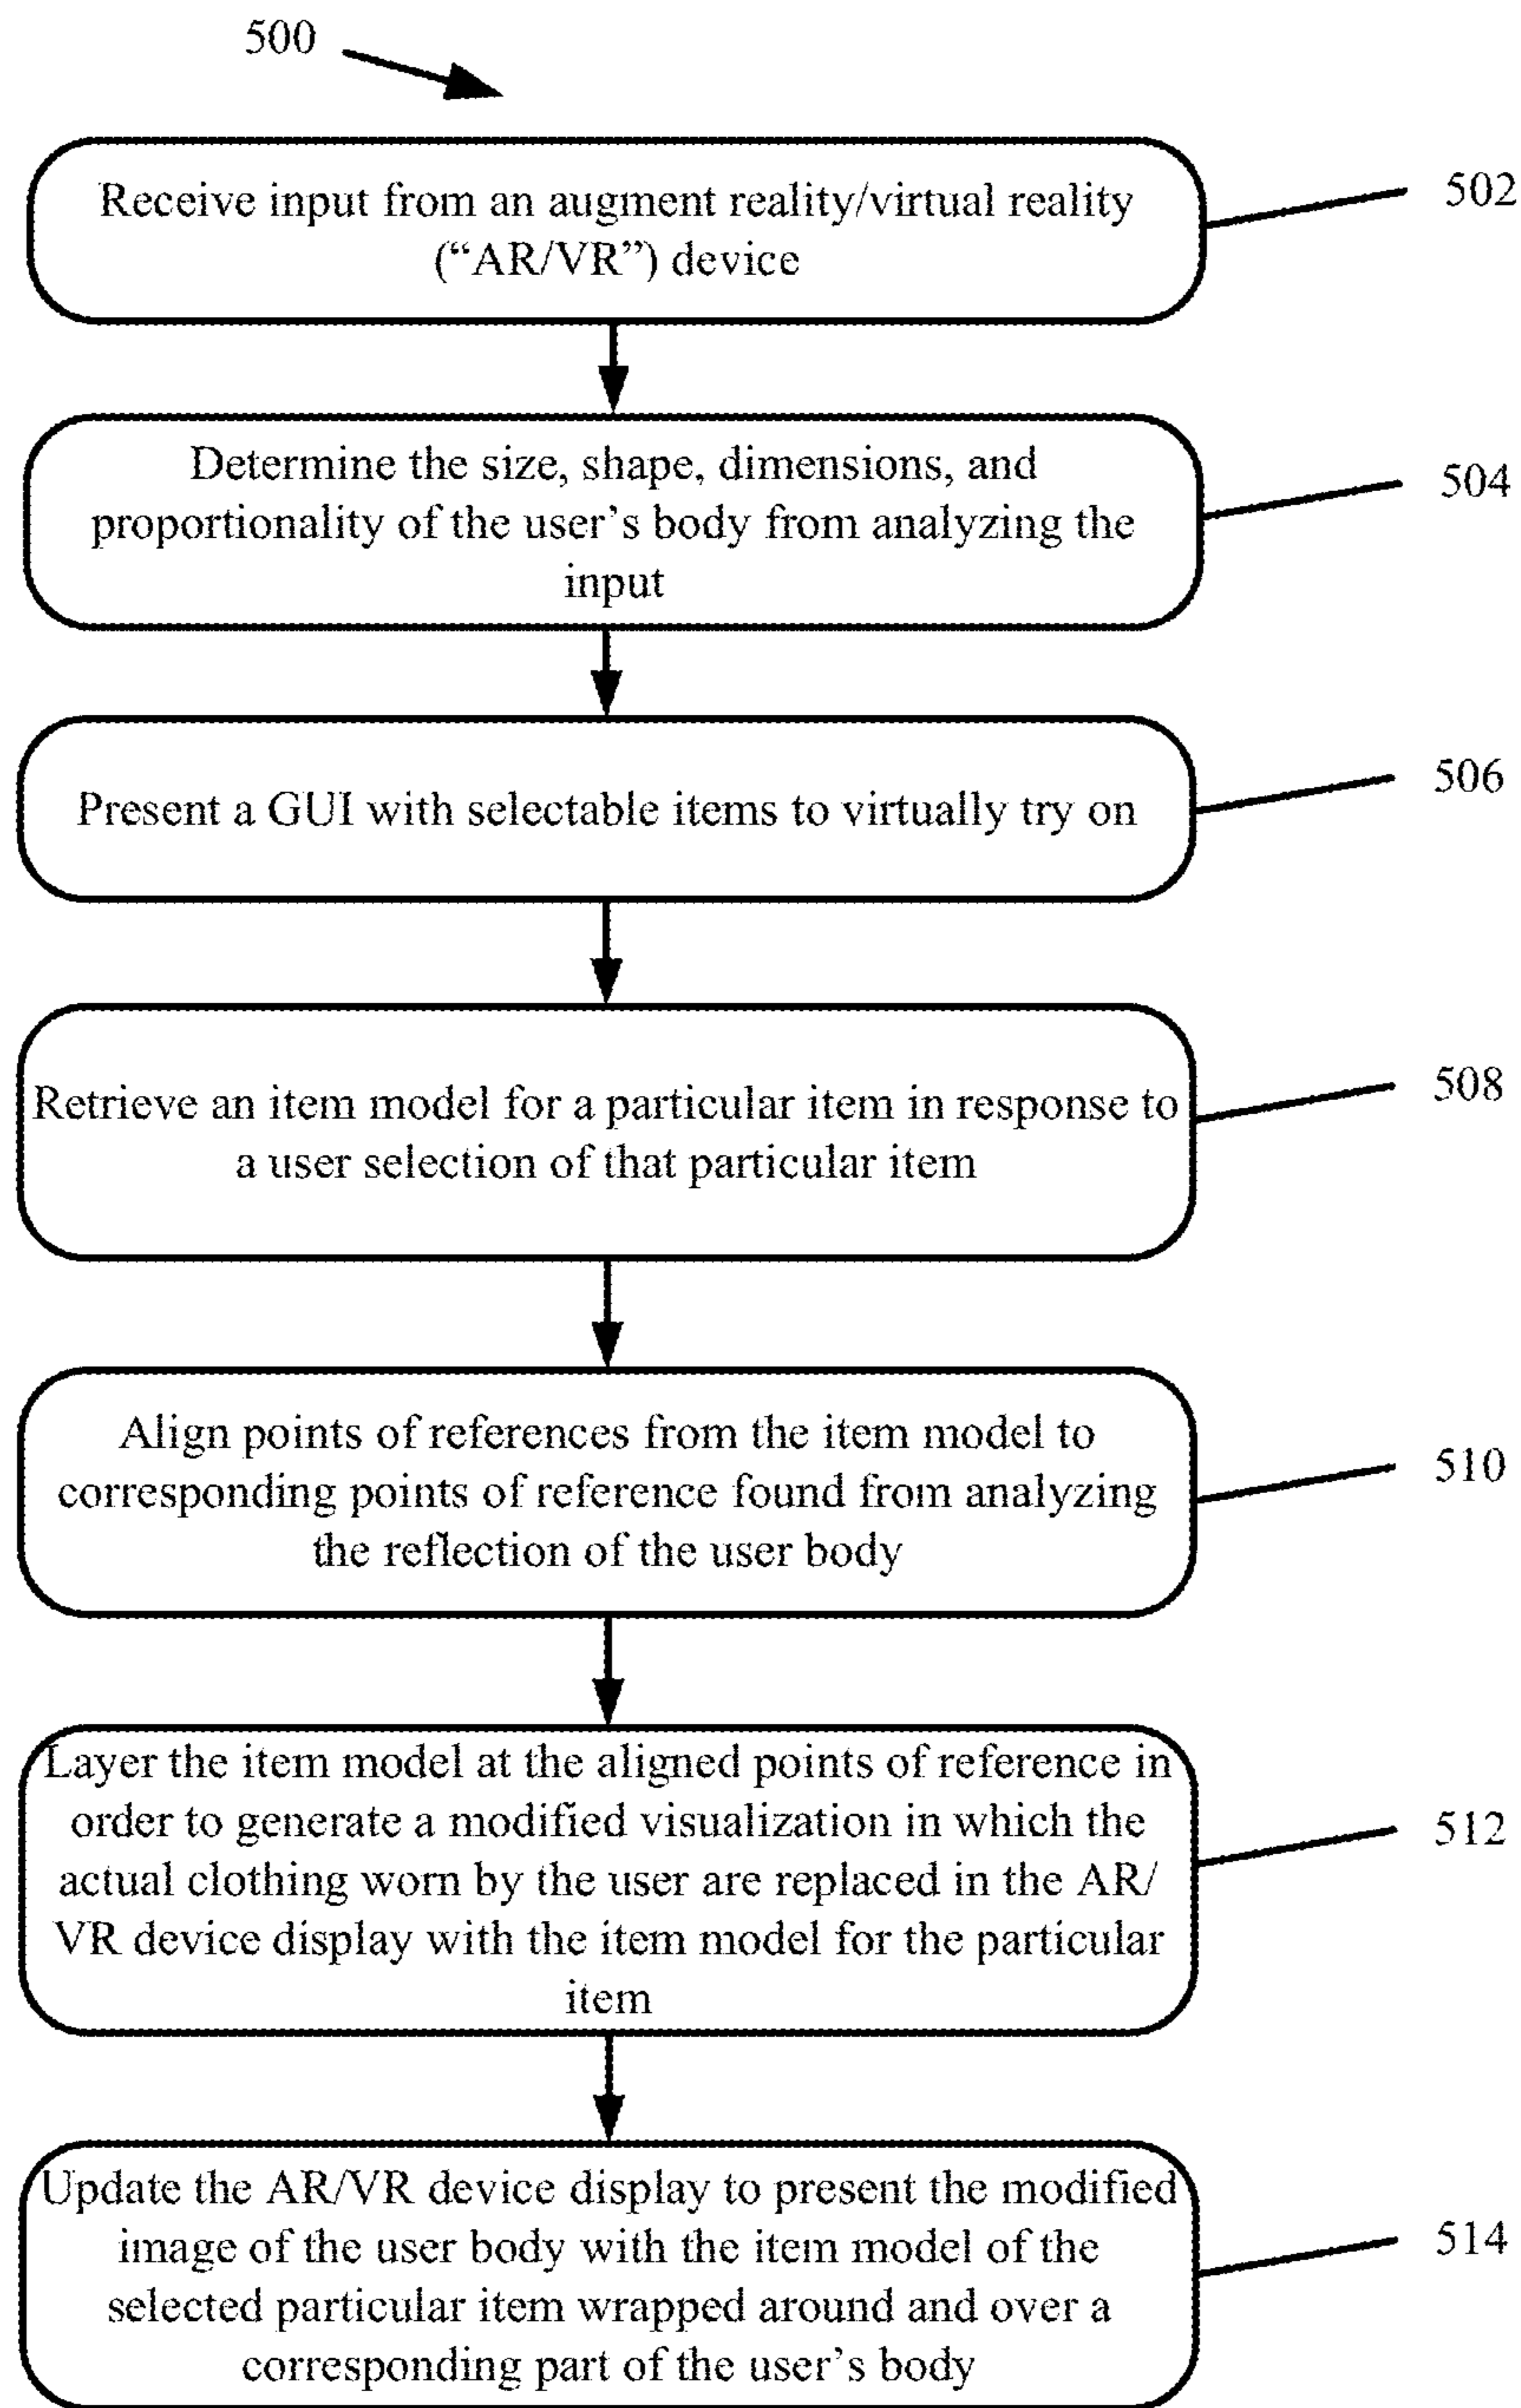 500
Receive input from an augment reality/virtual reality
(“AR/VR”) device
502
Determine the size, shape, dimensions, and
proportionality of the user’s body from analyzing the
input
504
Present a GUI with selectable items to virtually try on
506
Retrieve an item model for a particular item in response to
a user selection of that particular item
508
Align points of references from the item model to
corresponding points of reference found from analyzing
the reflection of the user body
510
Layer the item model at the aligned points of reference in
order to generate a modified visualization in which the
actual clothing worn by the user are replaced in the AR/
VR device display with the item model for the particular
item
512
Update the AR/VR device display to present the modified
image of the user body with the item model of the
selected particular item wrapped around and over a
corresponding part of the user’s body
514